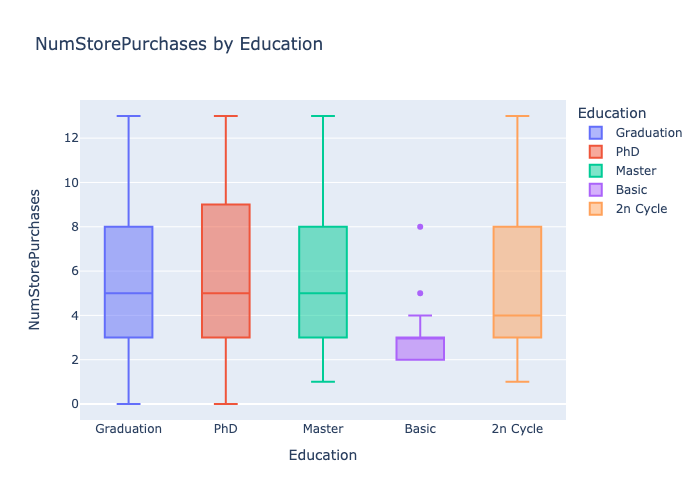 NumStorePurchases by Education
Education
Graduation
PhD
Master
Basic
2n Cycle
NumStorePurchases
12
10
8
6
4
2
0
Graduation PhD Master Basic 2n Cycle
Education